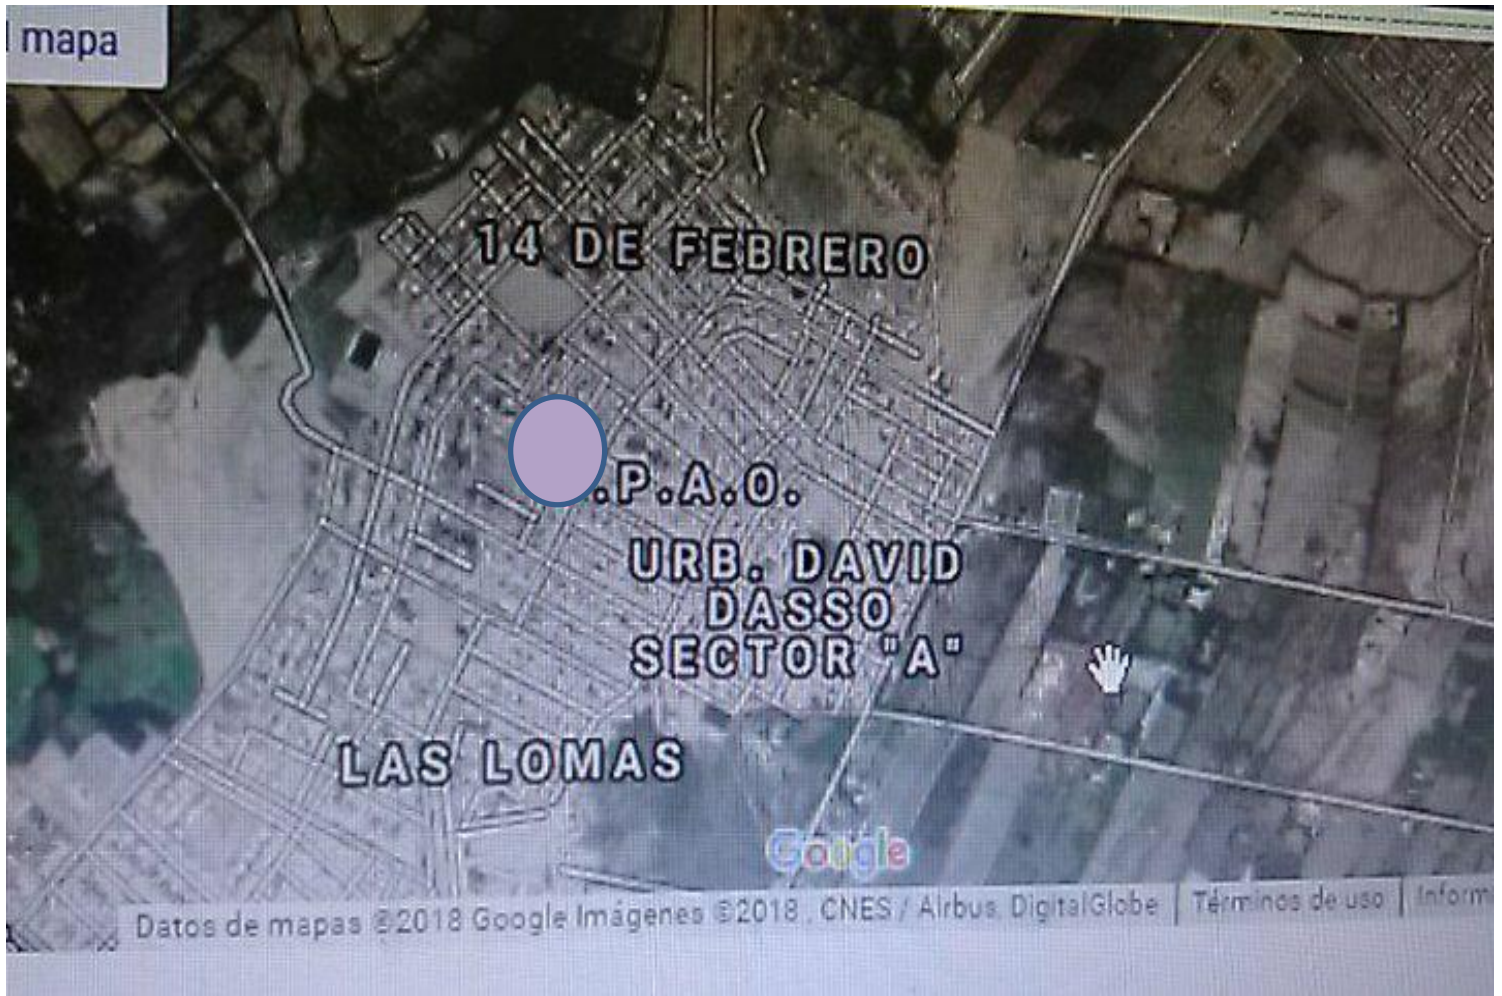 mapa
14 DE FEBRERO
.P.A.O.
URB. DAVID
DASSO
SECTOR "A"
LAS LOMAS
Google
Datos de mapas ©2018 Google Imágenes ©2018 , CNES / Airbus, DigitalGlobe | Términos de uso | Inform